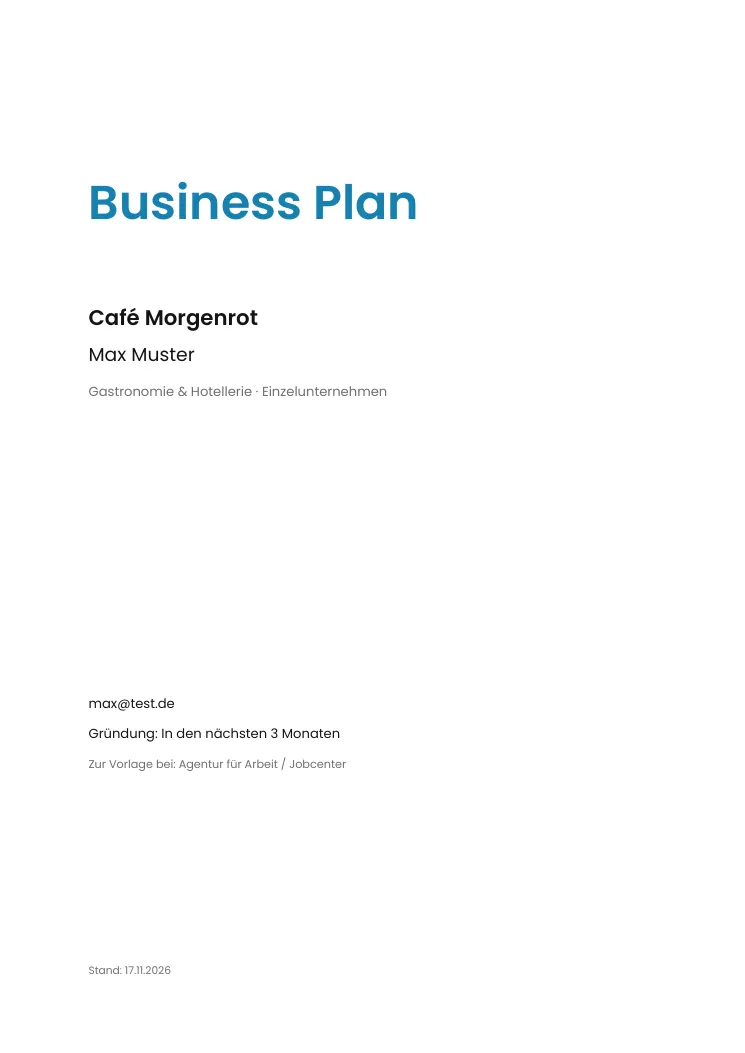 Business Plan
Café Morgenrot
Max Muster
Gastronomie & Hotellerie · Einzelunternehmen
max@test.de
Gründung: In den nächsten 3 Monaten
Zur Vorlage bei: Agentur für Arbeit / Jobcenter
Stand: 17.11.2026